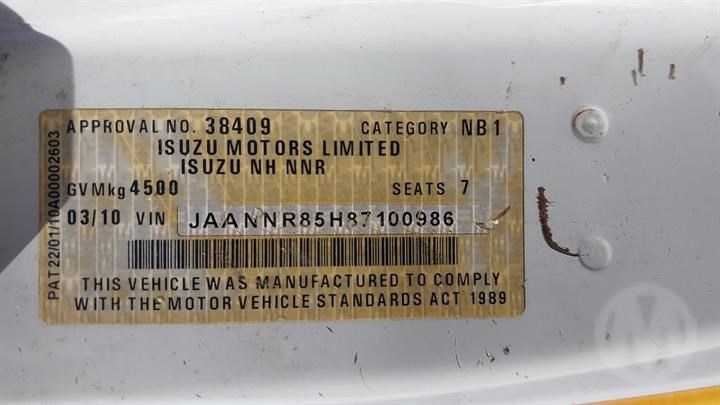 APPROVAL NO. 38409 CATEGORY NB1
ISUZU MOTORS LIMITED
ISUZU NH NNR
GVMkg 4500 SEATS 7
03/10 VIN JAANNR85H87100986
THIS VEHICLE WAS MANUFACTURED TO COMPLY
WITH THE MOTOR VEHICLE STANDARDS ACT 1989
PAT 22/01/10A00002603
M